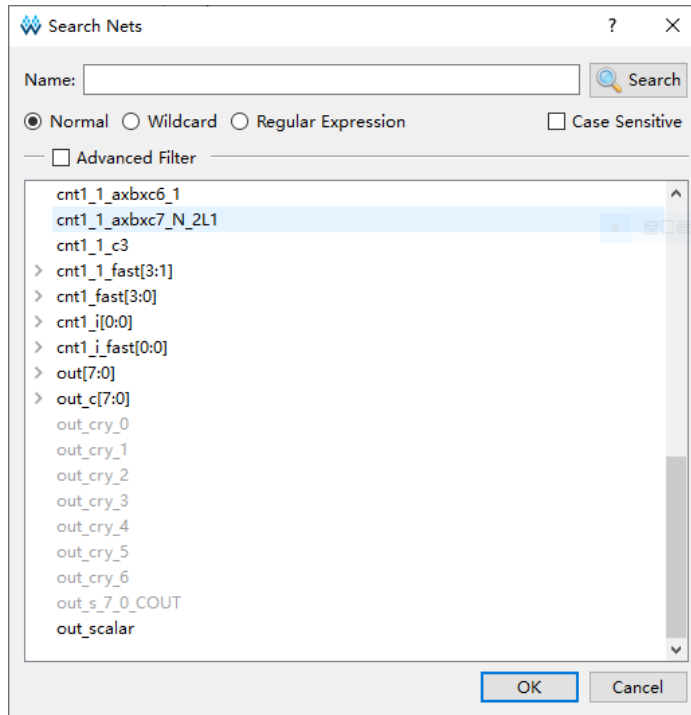 Search Nets
Name:
Search
Normal Wildcard Regular Expression Case Sensitive
Advanced Filter
cnt1_1_axbxc6_1
cnt1_1_axbxc7_N_2L1
cnt1_1_c3
cnt1_1_fast[3:1]
cnt1_fast[3:0]
cnt1_i[0:0]
cnt1_i_fast[0:0]
out[7:0]
out_c[7:0]
out_cry_0
out_cry_1
out_cry_2
out_cry_3
out_cry_4
out_cry_5
out_cry_6
out_s_7_0_COUT
out_scalar
OK Cancel